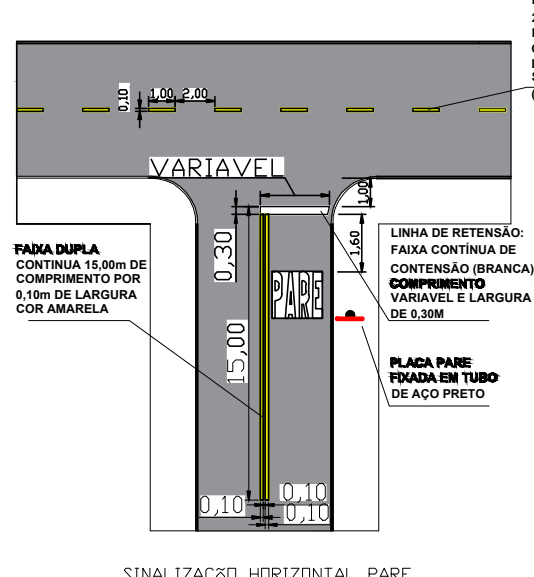 0,10
1,00
2,00
VARIAVEL
1,00
0,30
1,60
LINHA DE RETENSÃO:
FAIXA CONTÍNUA DE
CONTENSÃO (BRANCA)
COMPRIMENTO
VARIAVEL E LARGURA
DE 0,30M
FAIXA DUPLA
CONTINUA 15,00m DE
COMPRIMENTO POR
0,10m DE LARGURA
COR AMARELA
PARE
15,00
PLACA PARE
FIXADA EM TUBO
DE AÇO PRETO
0,10
0,10
0,10
SINALIZAÇÃO HORIZONTAL PARE